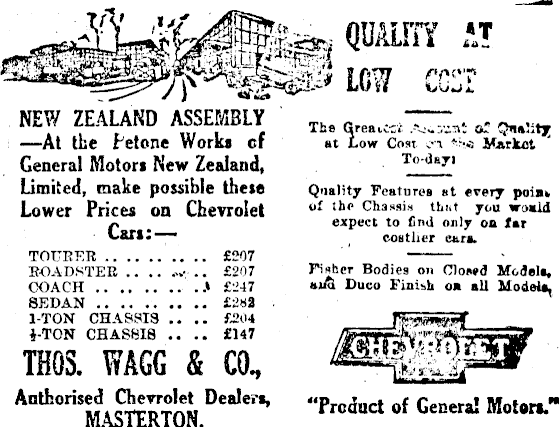 NEW ZEALAND ASSEMBLY
—At the Petone Works of
General Motors New Zealand,
Limited, make possible these
Lower Prices on Chevrolet
Cars:—
TOURER .. .. .. .. .. £207
ROADSTER .. .. .. .. £207
COACH .. .. .. .. .. £247
SEDAN .. .. .. .. .. £282
1-TON CHASSIS .. .. £204
½-TON CHASSIS .. .. £147
THOS. WAGG & CO.,
Authorised Chevrolet Dealers,
MASTERTON.
QUALITY AT
LOW COST
The Greatest Amount of Quality
at Low Cost on the Market
To-day:
Quality Features at every point
of the Chassis that you would
expect to find only on far
costlier cars.
Fisher Bodies on Closed Models,
and Duco Finish on all Models,
CHEVROLET
"Product of General Motors."